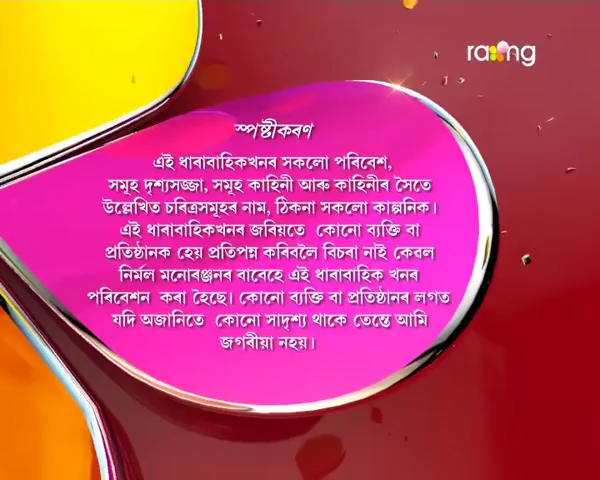 rang
স্পষ্টীকৰণ
এই ধাৰাবাহিকখনৰ সকলো পৰিবেশ,
সমূহ দৃশ্যসজ্জা, সমূহ কাহিনী আৰু কাহিনীৰ সৈতে
উল্লেখিত চৰিত্ৰসমূহৰ নাম, ঠিকনা সকলো কাল্পনিক।
এই ধাৰাবাহিকখনৰ জৰিয়তে কোনো ব্যক্তি বা
প্ৰতিষ্ঠানক হেয় প্ৰতিপন্ন কৰিবলৈ বিচৰা নাই কেৱল
নিৰ্মল মনোৰঞ্জনৰ বাবেহে এই ধাৰাবাহিক খনৰ
পৰিবেশন কৰা হৈছে। কোনো ব্যক্তি বা প্ৰতিষ্ঠানৰ লগত
যদি অজানিতে কোনো সাদৃশ্য থাকে তেন্তে আমি
জগৰীয়া নহয়।